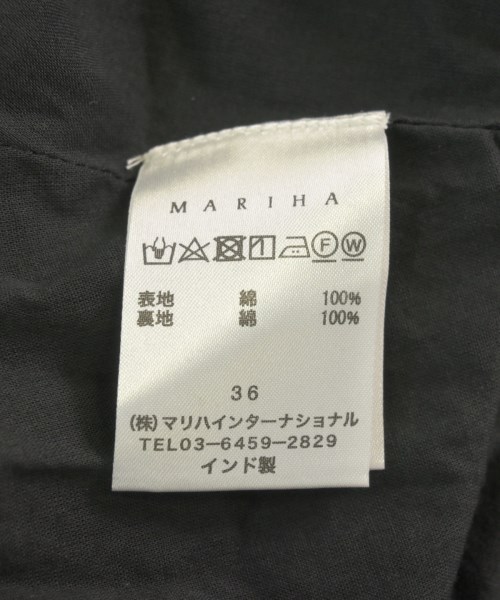 MARIHA
F W
表地 綿 100%
裏地 綿 100%
36
(株)マリハインターナショナル
TEL03-6459-2829
インド製